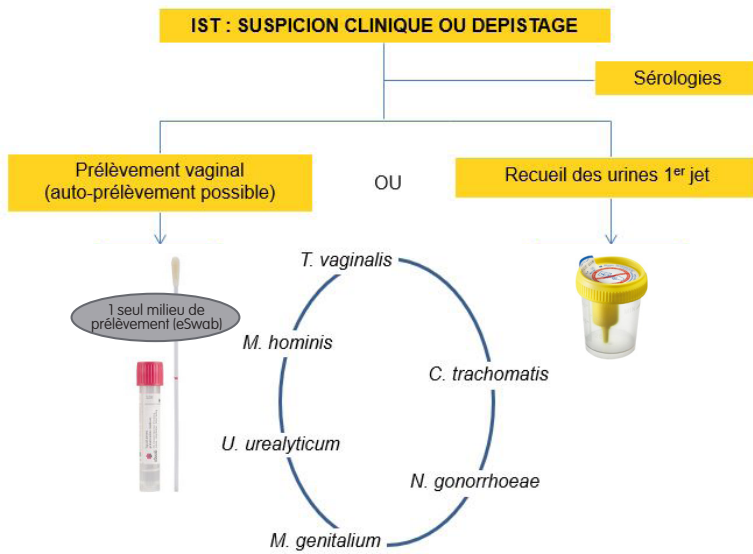 IST : SUSPICION CLINIQUE OU DEPISTAGE
Sérologies
Prélèvement vaginal
(auto-prélèvement possible)
OU
Recueil des urines 1er jet
1 seul milieu de
prélèvement (eSwab)
T. vaginalis
M. hominis
C. trachomatis
U. urealyticum
N. gonorrhoeae
M. genitalium